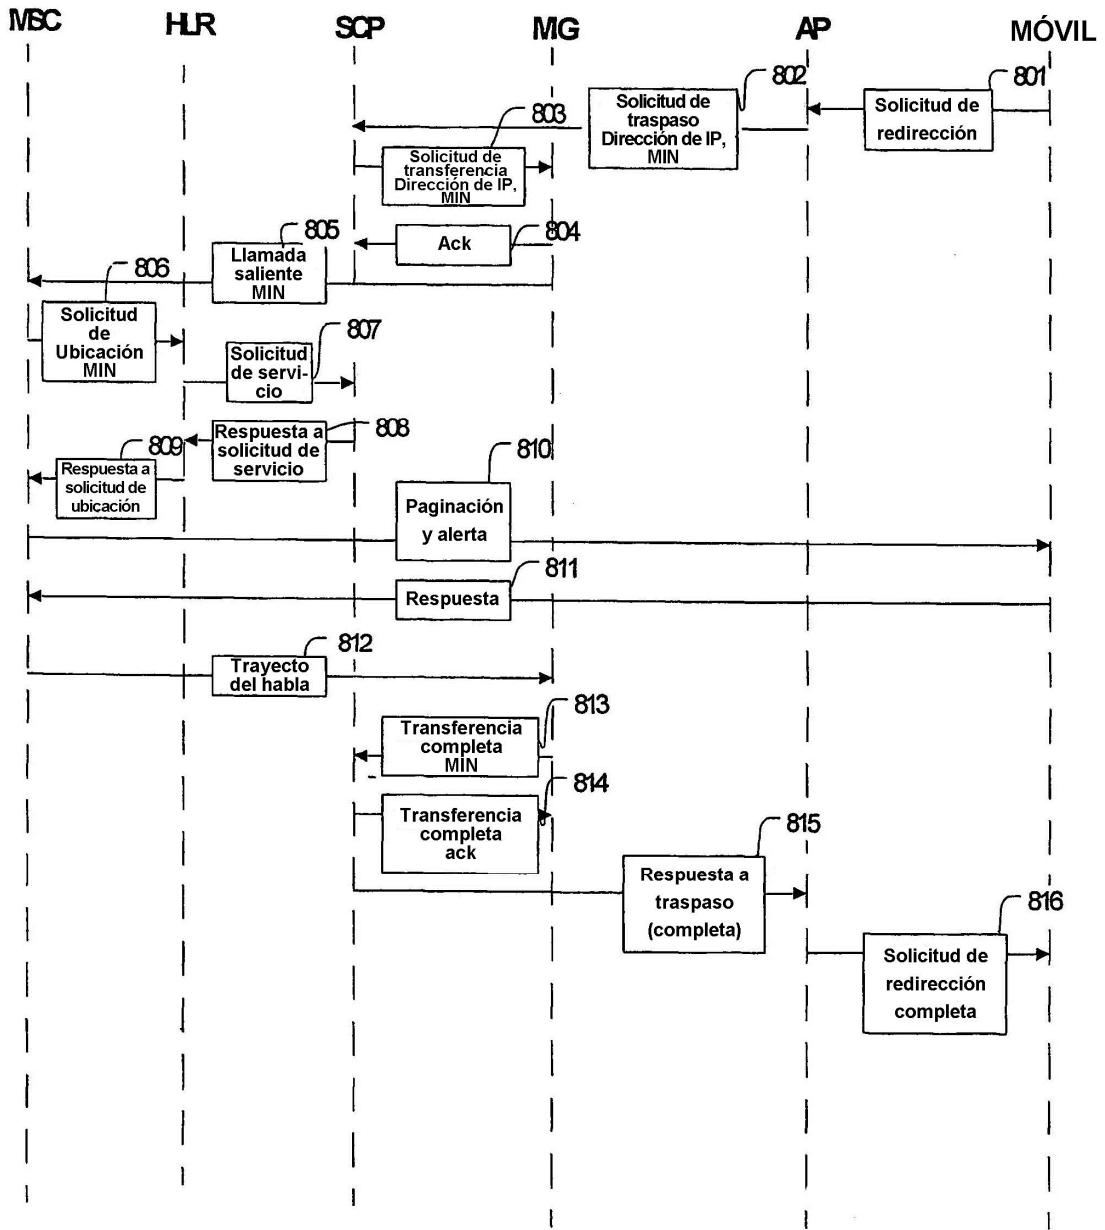 MSC
HLR
SCP
MG
AP
MÓVIL
801
Solicitud de
redirección
802
Solicitud de
traspaso
Dirección de IP,
MIN
803
Solicitud de
transferencia
Dirección de IP,
MIN
804
Ack
805
Llamada
saliente
MIN
806
Solicitud
de
Ubicación
MIN
807
Solicitud
de servi-
cio
808
Respuesta a
solicitud de
servicio
809
Respuesta a
solicitud de
ubicación
810
Paginación
y alerta
811
Respuesta
812
Trayecto
del habla
813
Transferencia
completa
MIN
814
Transferencia
completa
ack
815
Respuesta a
traspaso
(completa)
816
Solicitud de
redirección
completa